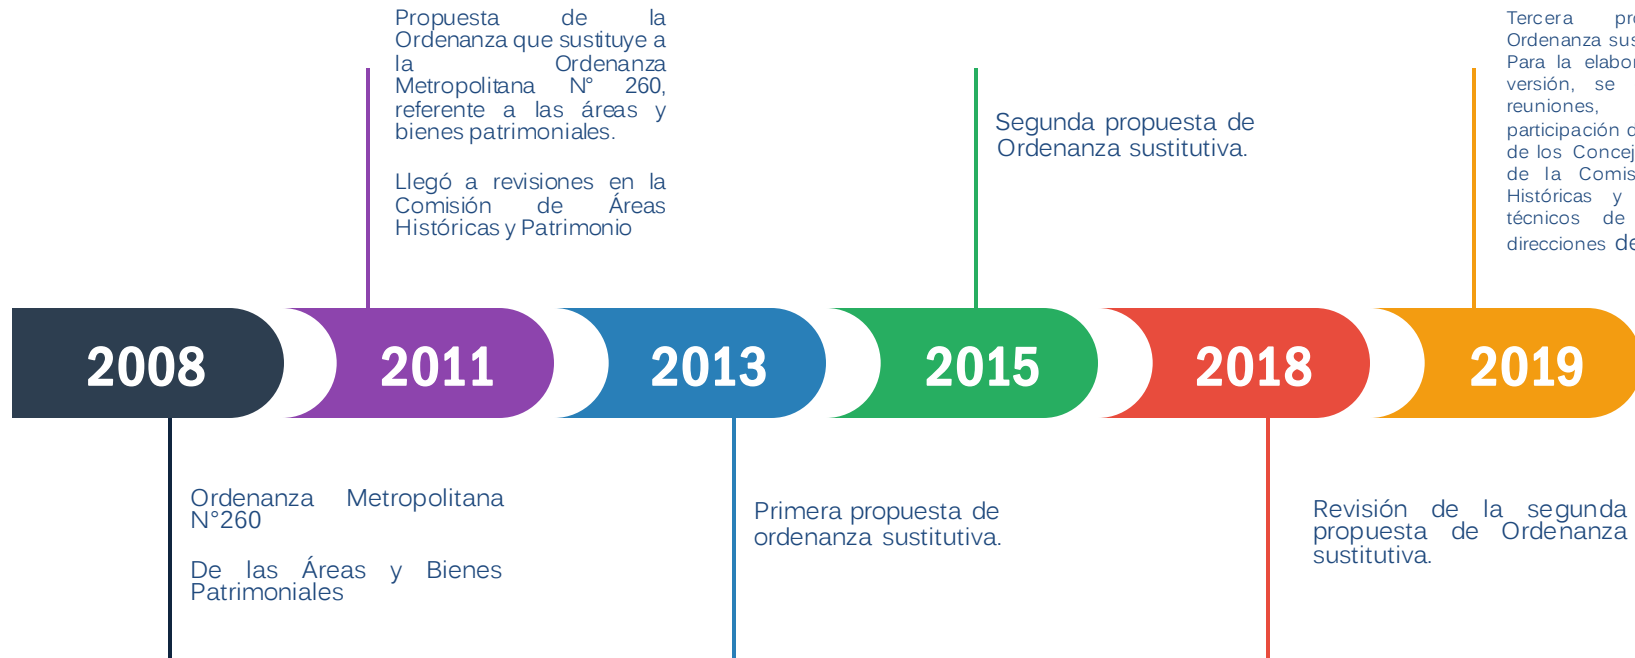 Propuesta de la
Ordenanza que sustituye a
la Ordenanza
Metropolitana N° 260,
referente a las áreas y
bienes patrimoniales.
Llegó a revisiones en la
Comisión de Áreas
Históricas y Patrimonio
Segunda propuesta de
Ordenanza sustitutiva.
Tercera
Ordenanza
Para la
versión, se
reuniones,
participación
de los
de la
Históricas y
técnicos de
direcciones
2008
2011
2013
2015
2018
2019
Ordenanza Metropolitana
N°260
De las Áreas y Bienes
Patrimoniales
Primera propuesta de
ordenanza sustitutiva.
Revisión de la segunda
propuesta de Ordenanza
sustitutiva.